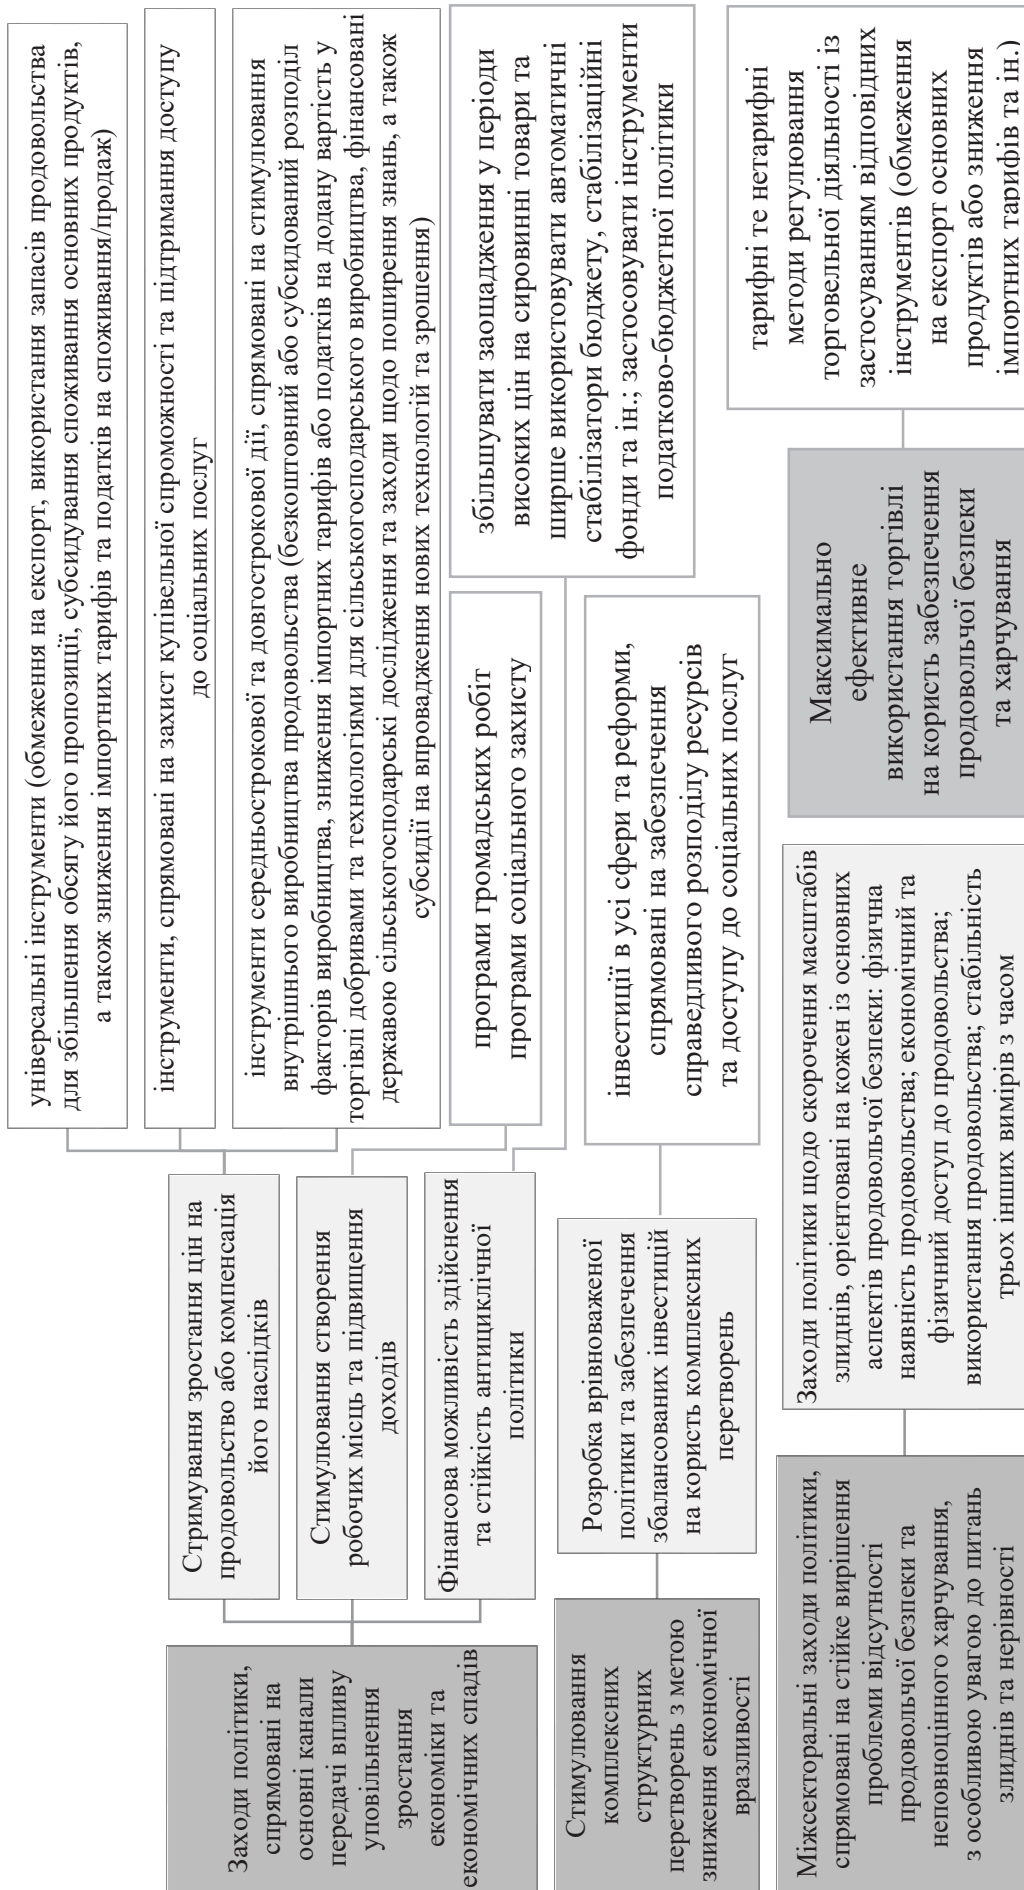 Заходи політики,
спрямовані на
основні канали
передачі впливу
уповільнення
зростання
економіки та
економічних спадів
Стримування зростання цін на
продовольство або компенсація
його наслідків
універсальні інструменти (обмеження на експорт, використання запасів продовольства
для збільшення обсягу його пропозиції, субсидування споживання основних продуктів,
а також зниження імпортних тарифів та податків на споживання/продаж)
інструменти, спрямовані на захист купівельної спроможності та підтримання доступу
до соціальних послуг
інструменти середньострокової та довгострокової дії, спрямовані на стимулювання
внутрішнього виробництва продовольства (безкоштовний або субсидований розподіл
факторів виробництва, зниження імпортних тарифів або податків на додану вартість у
торгівлі добривами та технологіями для сільського­сподарського виробництва, фінансовані
державою сільськогосподарські дослідження та заходи щодо поширення знань, а також
субсидії на впровадження нових технологій та зрошення)
Стимулювання створення
робочих місць та підвищення
доходів
програми громадських робіт
програми соціального захисту
Фінансова можливість здійснення
та стійкість антициклічної
політики
збільшувати заощадження у періоди
високих цін на сировинні товари та
ширше використовувати автоматичні
стабілізатори бюджету, стабілізаційні
фонди та ін.; застосовувати інструменти
податково-бюджетної політики
Стимулювання
комплексних
структурних
перетворень з метою
зниження економічної
вразливості
Розробка врівноваженої
політики та забезпечення
збалансованих інвестицій
на користь комплексних
перетворень
інвестиції в усі сфери та реформи,
спрямовані на забезпечення
справедливого розподілу ресурсів
та доступу до соціальних послуг
Міжсекторальні заходи політики,
спрямовані на стійке вирішення
проблеми відсутності
продовольчої безпеки та
неповноцінного харчування,
з особливою увагою до питань
злиднів та нерівності
Заходи політики щодо скорочення масштабів
злиднів, орієнтовані на кожен із основних
аспектів продовольчої безпеки: фізична
наявність продовольства; економічний та
фізичний доступ до продовольства;
використання продовольства; стабільність
трьох інших вимірів з часом
Максимально
ефективне
використання торгівлі
на користь забезпечення
продовольчої безпеки
та харчування
тарифні те нетарифні
методи регулювання
торговельної діяльності із
застосуванням відповідних
інструментів (обмеження
на експорт основних
продуктів або зниження
імпортних тарифів та ін.)